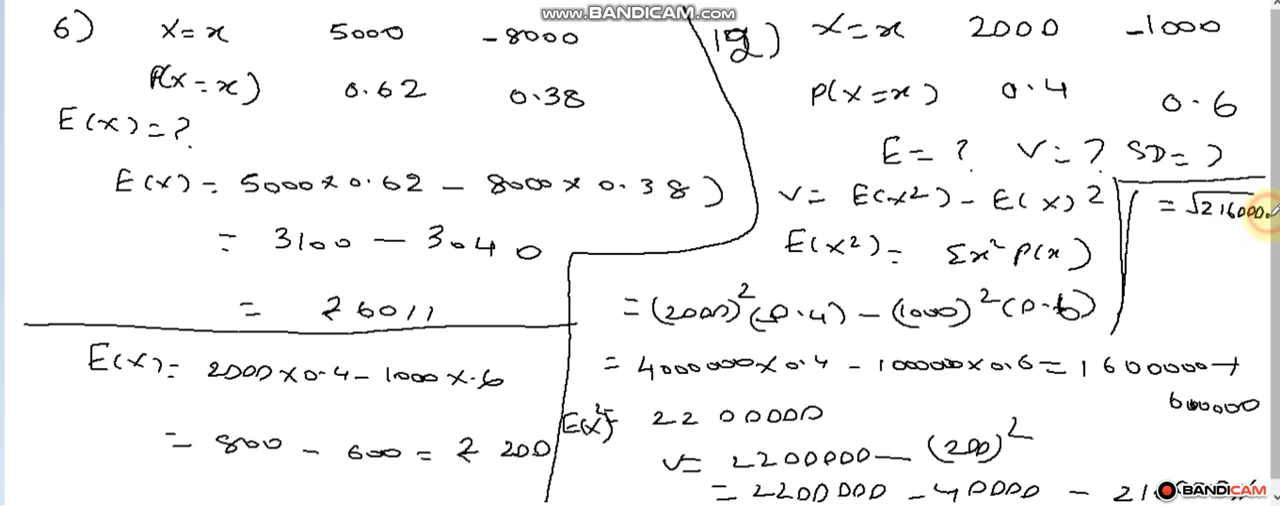 www.BANDICAM.com
6) X=x 5000 -8000
P(X=x) 0.62 0.38
E(X)=?
E(X)= 5000×0.62 - 8000×0.38)
= 3100 - 3040
= ₹ 60//
E(X)= 2000×0.4-1000×.6
= 800 - 600 = ₹ 200
12) X=x 2000 -1000
P(X=x) 0.4 0.6
E=? V=? SD=?
V= E(x²) - E(x)²
= √216000.
E(x²)= Σx² P(x)
=(2000)²(0.4) - (1000)²(0.6)
= 4000000×0.4 - 100000×0.6=1600000+
600000
E(x²)= 2200000
V= 2200000-(200)²
= 2200000-40000-
BANDICAM